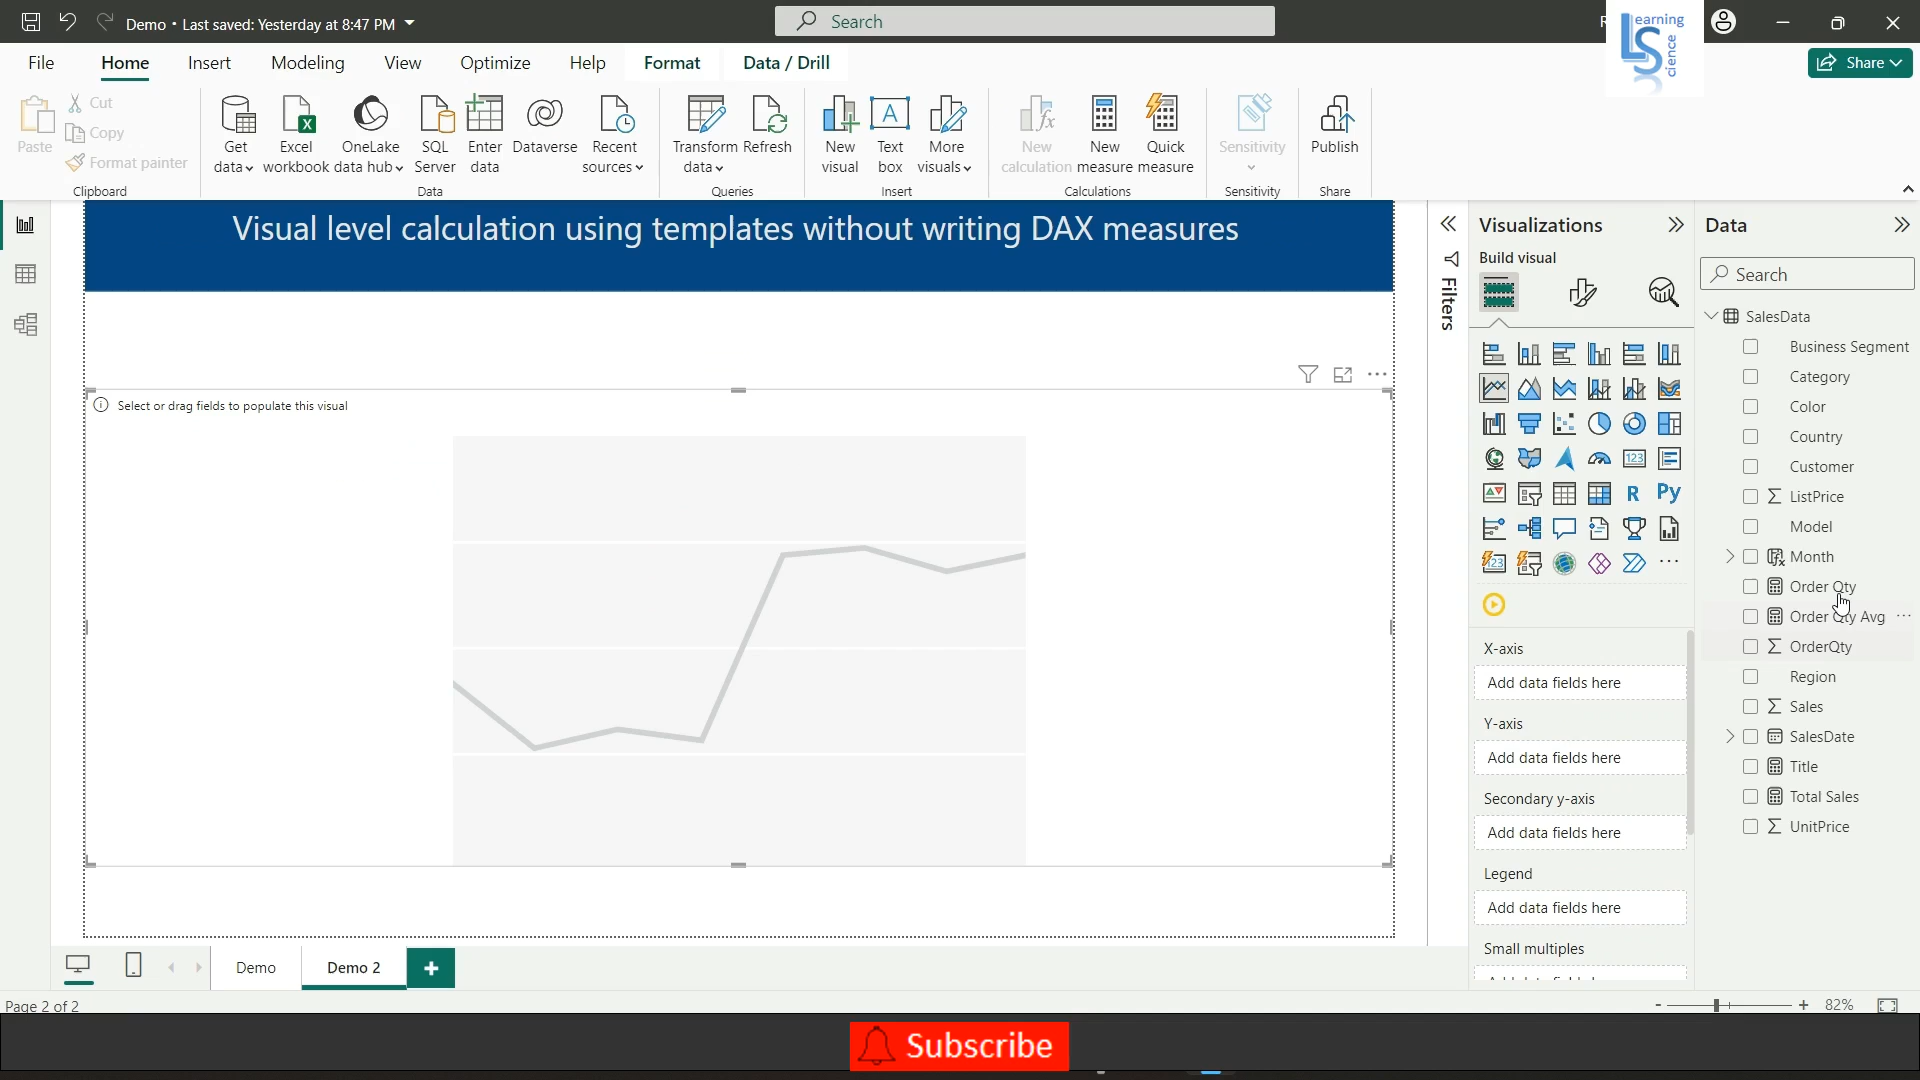 Demo • Last saved: Yesterday at 8:47 PM
Search
Learning
Science
File
Home
Insert
Modeling
View
Optimize
Help
Format
Data / Drill
Share
Paste
Cut
Copy
Format painter
Clipboard
Get
data
Excel
workbook
OneLake
data hub
SQL
Server
Enter
data
Dataverse
Recent
sources
Data
Transform
data
Refresh
Queries
New
visual
Text
box
More
visuals
Insert
New
calculation
New
measure
Quick
measure
Calculations
Sensitivity
Sensitivity
Publish
Share
Visual level calculation using templates without writing DAX measures
Select or drag fields to populate this visual
Filters
Visualizations
Build visual
R
Py
123
X-axis
Add data fields here
Y-axis
Add data fields here
Secondary y-axis
Add data fields here
Legend
Add data fields here
Small multiples
Data
Search
SalesData
Business Segment
Category
Color
Country
Customer
ListPrice
Model
Month
Order Qty
Order Qty Avg
OrderQty
Region
Sales
SalesDate
Title
Total Sales
UnitPrice
Demo
Demo 2
Page 2 of 2
82%
Subscribe